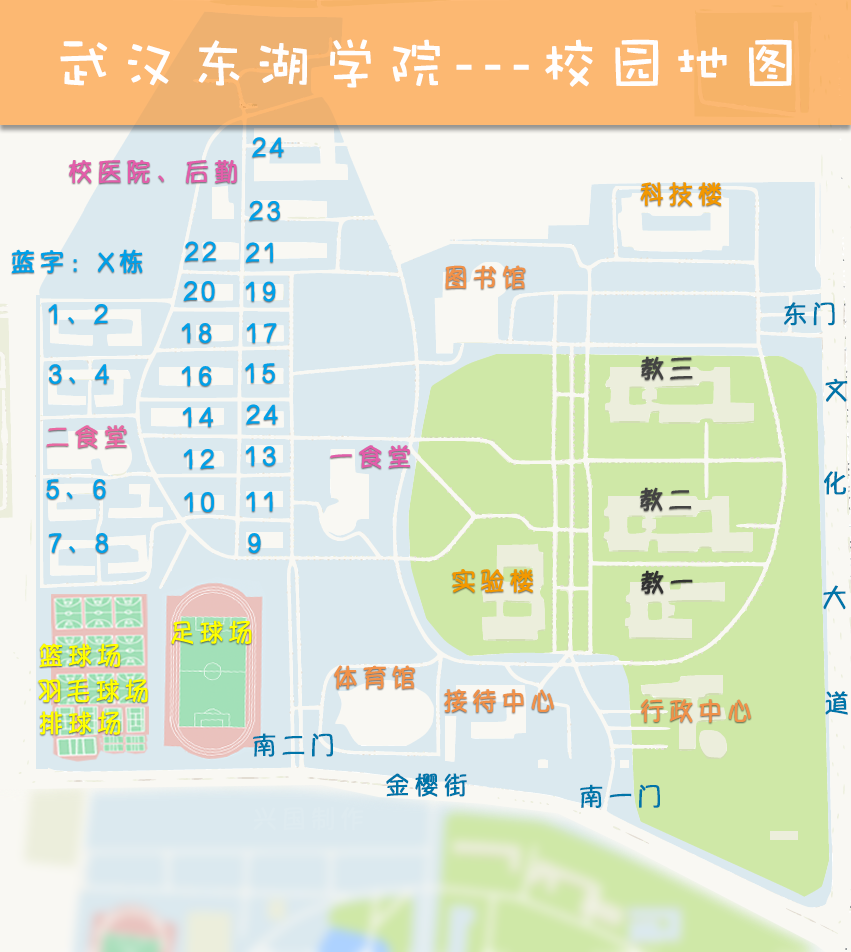 武汉东湖学院---校园地图
24
校医院、后勤
科技楼
23
蓝字：X栋
22
21
图书馆
20
19
东门
1、2
18
17
教三
3、4
16
15
文
14
24
二食堂
一食堂
12
13
化
5、6
10
11
教二
7、8
9
实验楼
教一
大
足球场
篮球场
羽毛球场
排球场
体育馆
接待中心
行政中心
道
南二门
金樱街
南一门
兴国制作